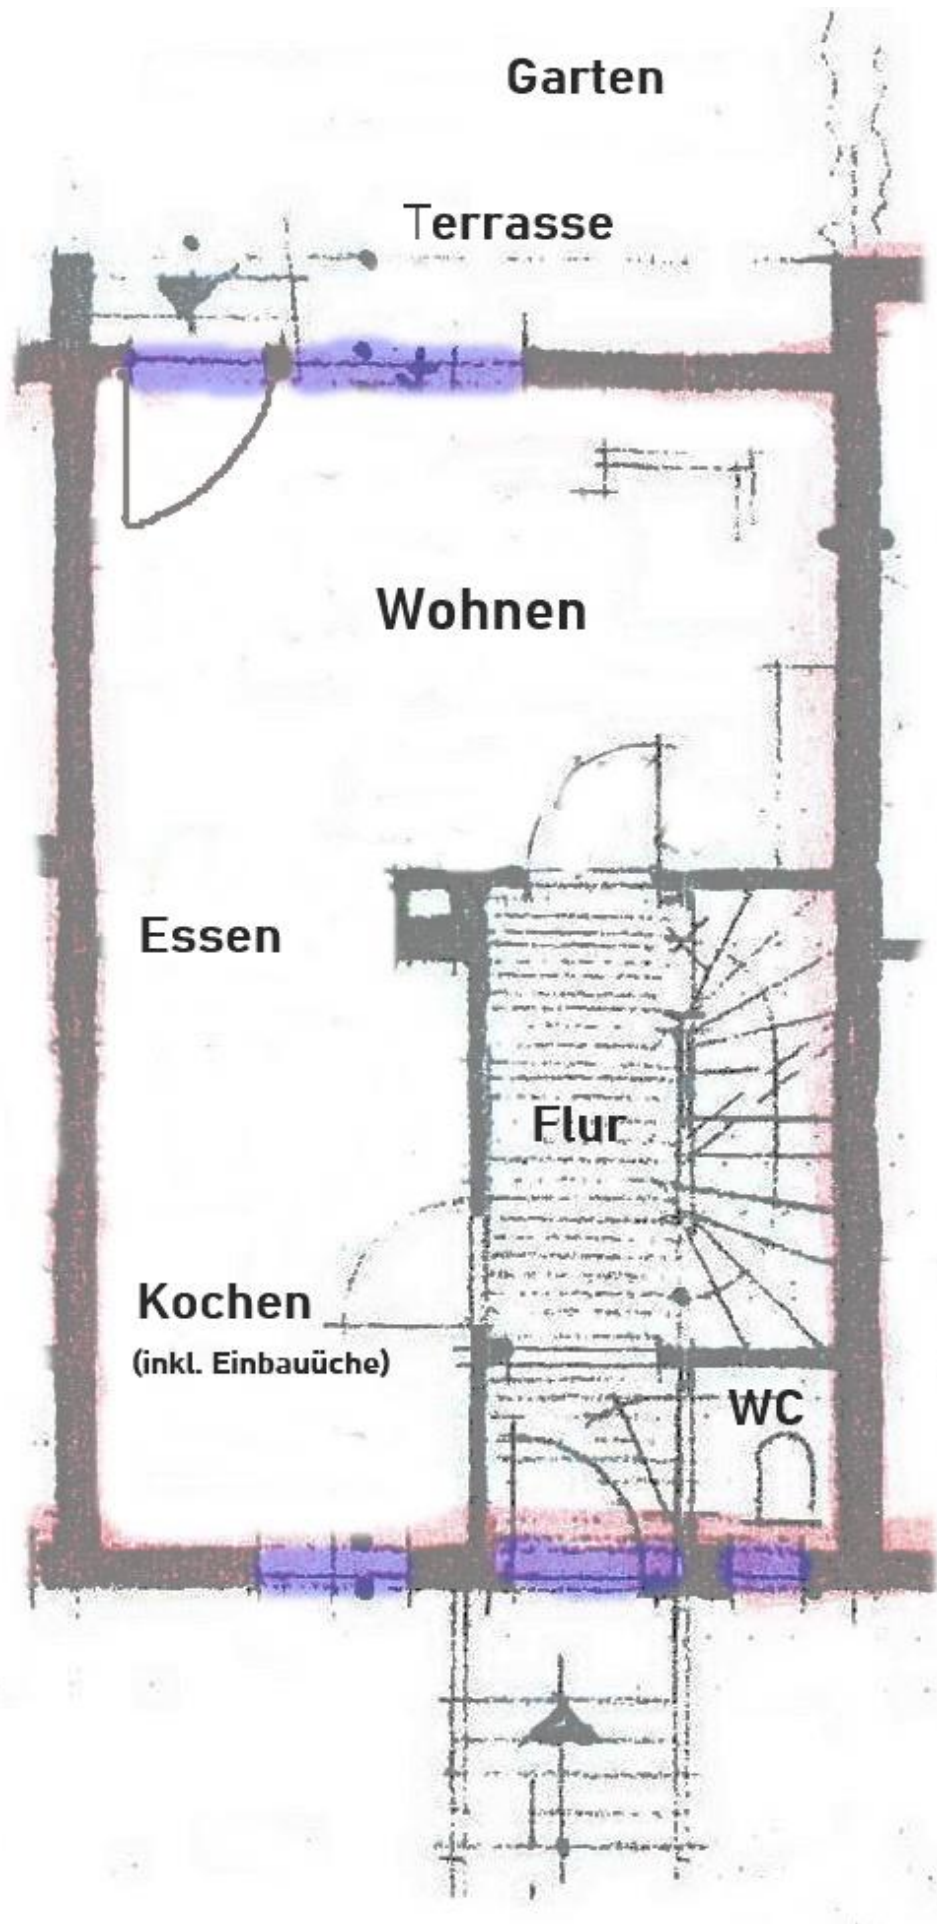 Garten
Terrasse
Wohnen
Essen
Flur
Kochen
(inkl. Einbauüche)
WC